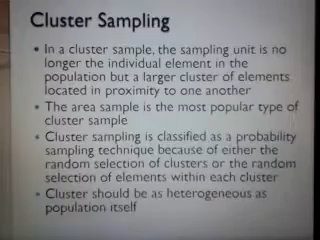 Cluster Sampling
• In a cluster sample, the sampling unit is no
longer the individual element in the
population but a larger cluster of elements
located in proximity to one another
• The area sample is the most popular type of
cluster sample
• Cluster sampling is classified as a probability
sampling technique because of either the
random selection of clusters or the random
selection of elements within each cluster
• Cluster should be as heterogeneous as
population itself